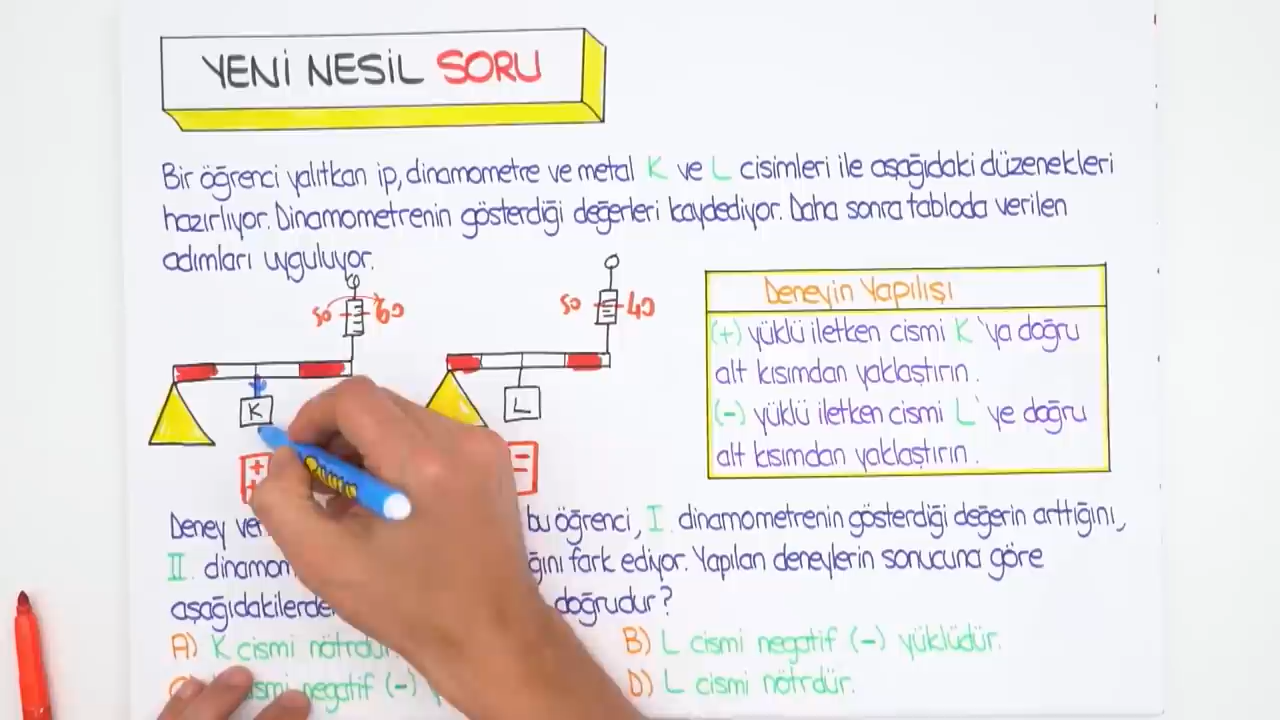 YENİ NESİL SORU
Bir öğrenci yalıtkan ip, dinamometre ve metal K ve L cisimleri ile aşağıdaki düzenekleri
hazırlıyor. Dinamometrenin gösterdiği değerleri kaydediyor. Daha sonra tabloda verilen
adımları uyguluyor.
50 60
50 40
K
L
+
Deneyin Yapılışı
(+) yüklü iletken cismi K'ya doğru
alt kısımdan yaklaştırın.
(-) yüklü iletken cismi L'ye doğru
alt kısımdan yaklaştırın.
Deney bu öğrenci, I. dinamometrenin gösterdiği değerin arttığını,
II. fark ediyor. Yapılan deneylerin sonucuna göre
doğrudur?
A) K cismi nötrdür.
B) L cismi negatif (-) yüklüdür.
negatif (-)
D) L cismi nötrdür.